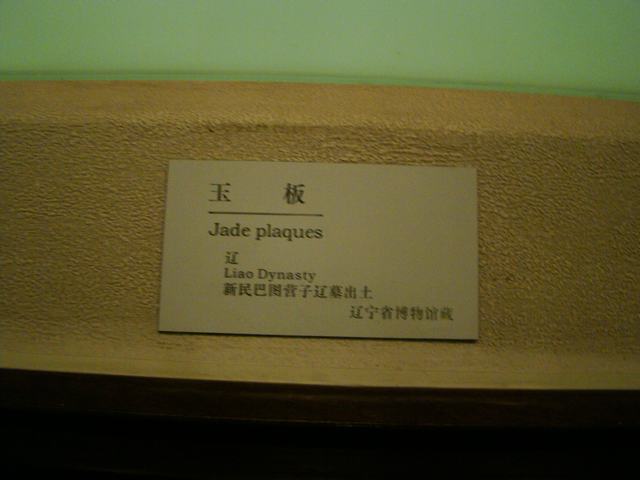 玉 板
Jade plaques
辽
Liao Dynasty
新民巴图营子辽墓出土
辽宁省博物馆藏